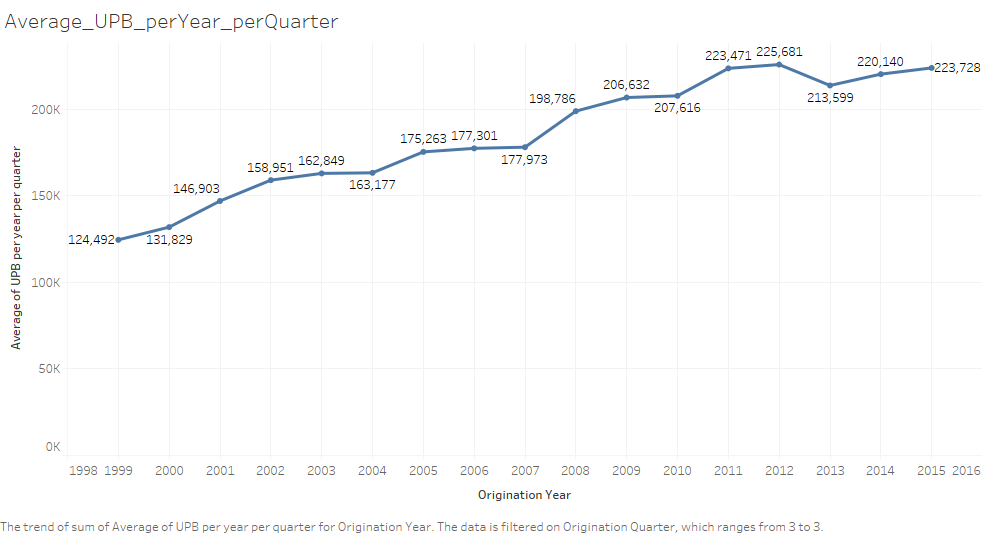 Average_UPB_perYear_perQuarter
Average of UPB per year per quarter
200K
150K
100K
50K
0K
124,492
131,829
146,903
158,951
162,849
163,177
175,263
177,301
177,973
198,786
206,632
207,616
223,471
225,681
213,599
220,140
223,728
1998 1999 2000 2001 2002 2003 2004 2005 2006 2007 2008 2009 2010 2011 2012 2013 2014 2015 2016
Origination Year
The trend of sum of Average of UPB per year per quarter for Origination Year. The data is filtered on Origination Quarter, which ranges from 3 to 3.